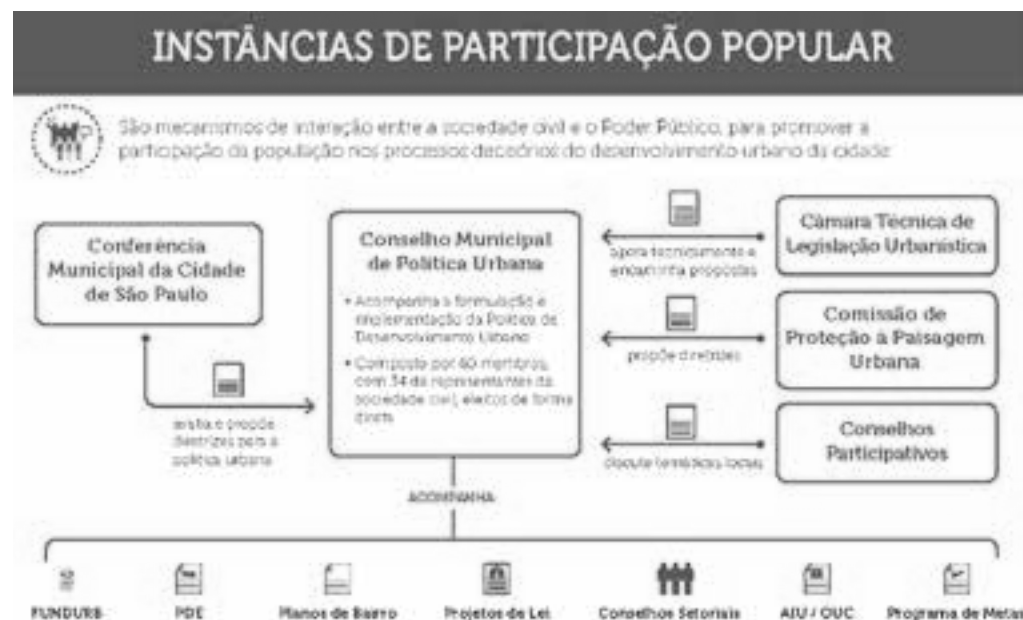 INSTÂNCIAS DE PARTICIPAÇÃO POPULAR
São mecanismos de interação entre a sociedade civil e o Poder Público, para promover a
participação da população nos processos decisórios do desenvolvimento urbano da cidade
Conferência
Municipal da Cidade
de São Paulo
avalia e propõe
diretrizes para a
política urbana
Conselho Municipal
de Política Urbana
• Acompanha a formulação e
implementação da Política de
Desenvolvimento Urbano
• Composto por 60 membros,
com 34 de representantes da
sociedade civil, eleitos de forma
direta
apoia tecnicamente e
encaminha propostas
Câmara Técnica de
Legislação Urbanística
propõe diretrizes
Comissão de
Proteção à Paisagem
Urbana
discute temáticas locais
Conselhos
Participativos
ACOMPANHA
FUNDURB
PDE
Planos de Bairro
Projetos de Lei
Conselhos Setoriais
AIU / OUC
Programa de Metas